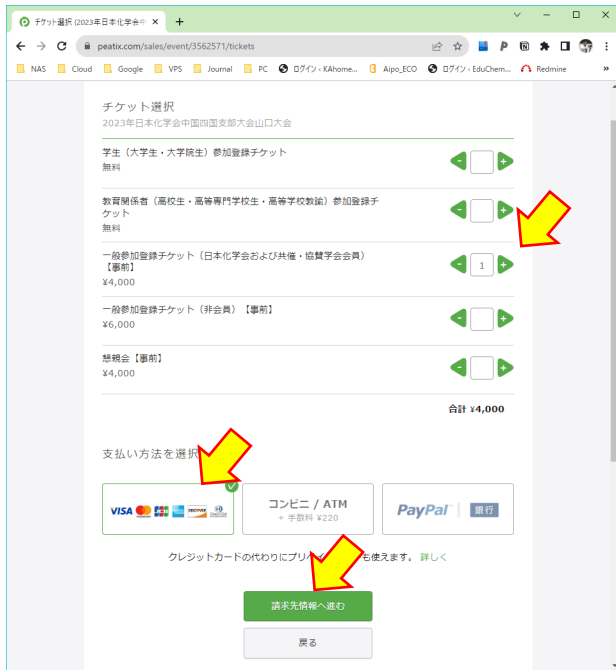 チケット選択 (2023年日本化学会中
peatix.com/sales/event/3562571/tickets
NAS Cloud Google VPS Journal PC ログイン ‹ KAhome... Aipo_ECO ログイン ‹ EduChem... Redmine »
チケット選択
2023年日本化学会中国四国支部大会山口大会
学生（大学生・大学院生）参加登録チケット
無料
- +
教育関係者（高校生・高等専門学校生・高等学校教諭）参加登録チ
ケット
無料
- +
一般参加登録チケット（日本化学会および共催・協賛学会会員）
【事前】
¥4,000
- 1 +
一般参加登録チケット（非会員）【事前】
¥6,000
- +
懇親会【事前】
¥4,000
- +
合計 ¥4,000
支払い方法を選択
VISA JCB DISCOVER
コンビニ / ATM
+ 手数料 ¥220
PayPal 銀行
クレジットカードの代わりにプリペイ も使えます。 詳しく
請求先情報へ進む
戻る